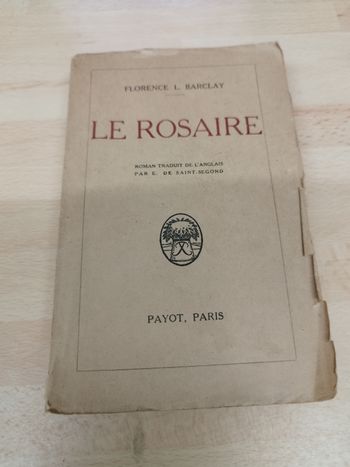 FLORENCE L. BARCLAY
LE ROSAIRE
ROMAN TRADUIT DE L'ANGLAIS
PAR E. DE SAINT-SEGOND
PAYOT, PARIS